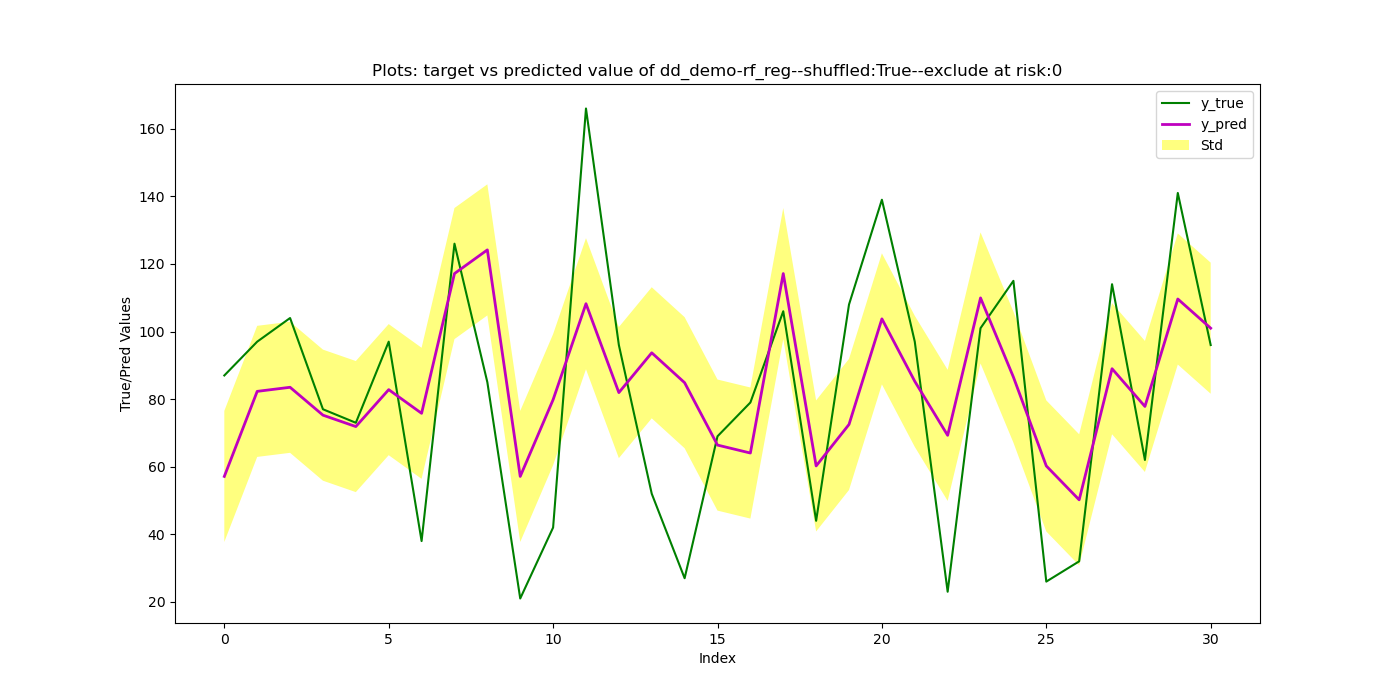 Plots: target vs predicted value of dd_demo-rf_reg--shuffled:True--exclude at risk:0
y_true
y_pred
Std
True/Pred Values
160
140
120
100
80
60
40
20
0 5 10 15 20 25 30
Index